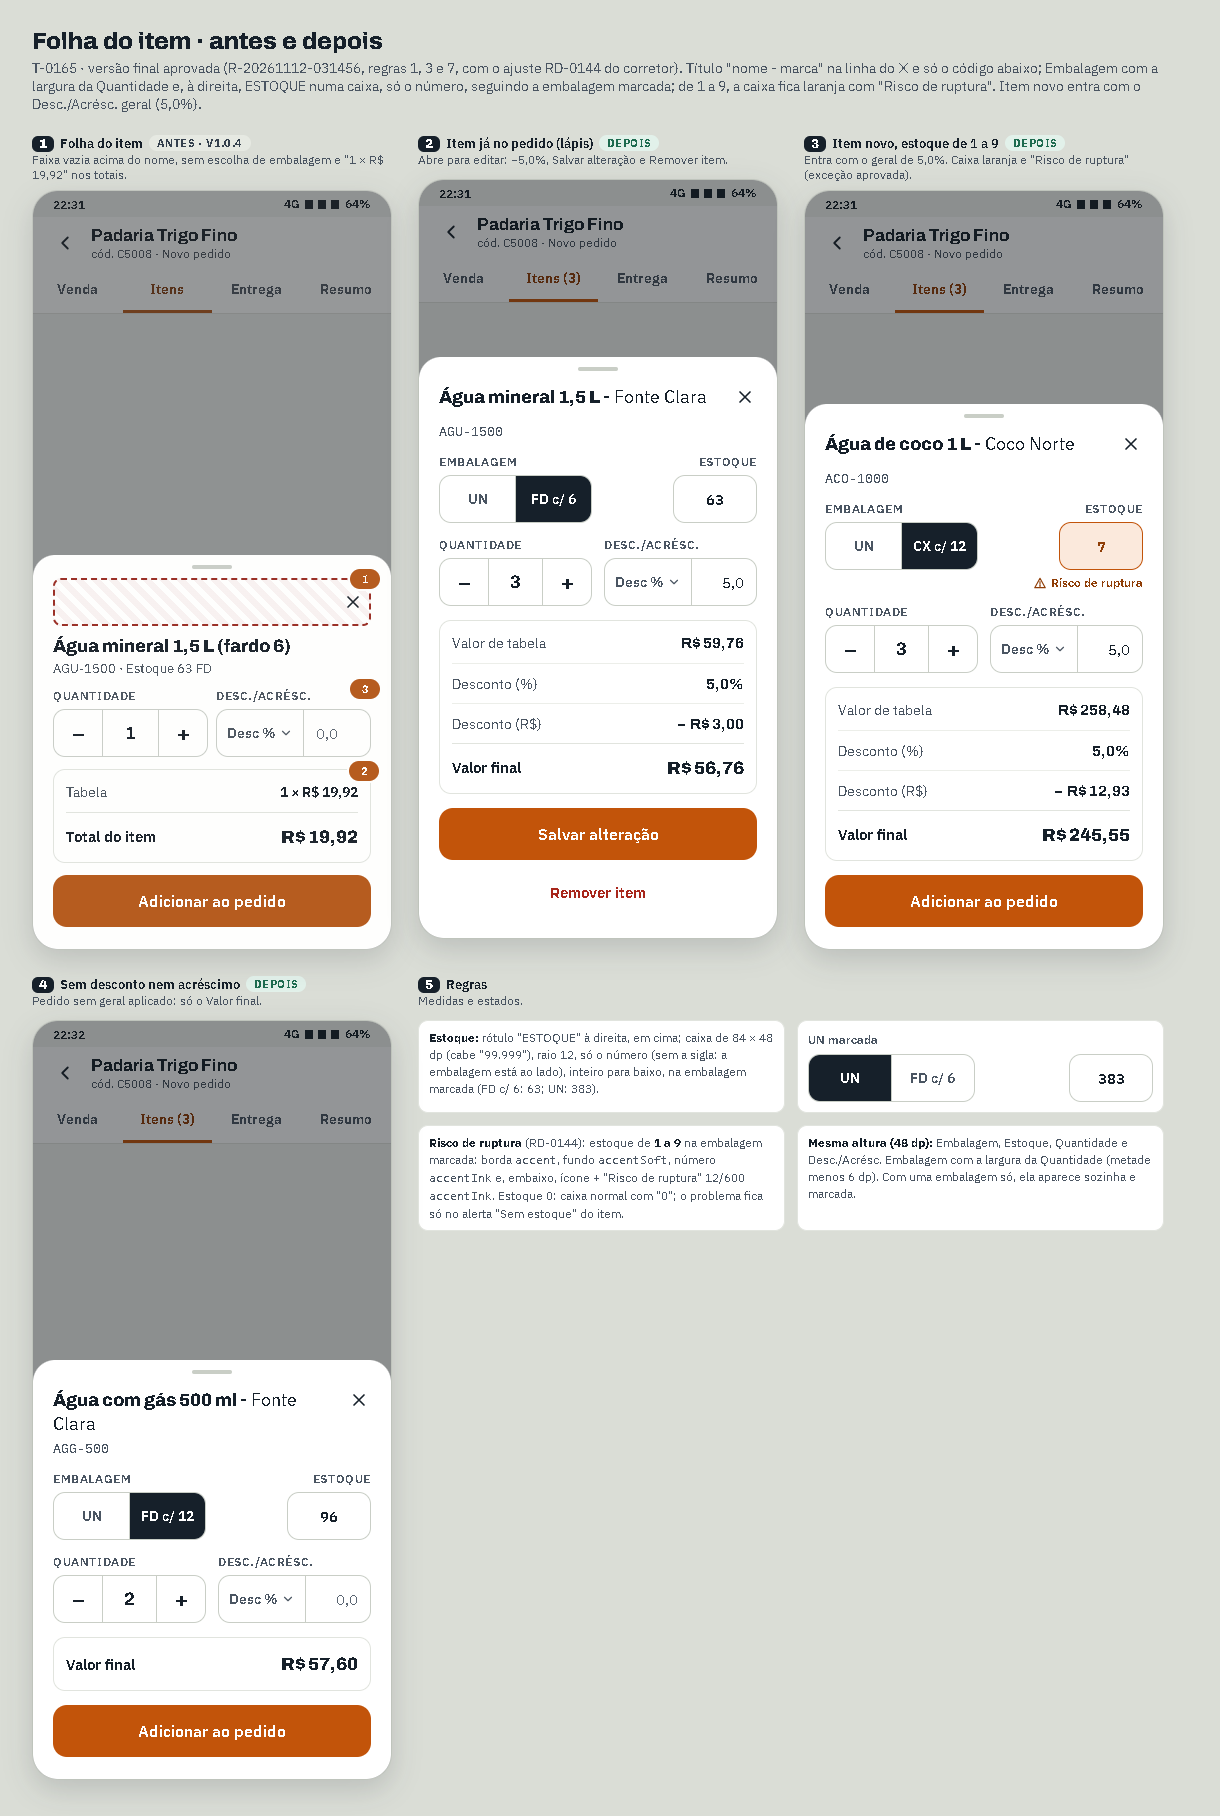 Folha do item · antes e depois
T-0165 · versão final aprovada (R-20261112-031456, regras 1, 3 e 7, com o ajuste RD-0144 do corretor). Título "nome - marca" na linha do X e só o código abaixo; Embalagem com a
largura da Quantidade e, à direita, ESTOQUE numa caixa, só o número, seguindo a embalagem marcada; de 1 a 9, a caixa fica laranja com "Risco de ruptura". Item novo entra com o
Desc./Acrésc. geral (5,0%).
1 Folha do item ANTES · V1.0.4
Faixa vazia acima do nome, sem escolha de embalagem e "1 × R$
19,92" nos totais.
22:31 4G 64%
Padaria Trigo Fino
cód. C5008 · Novo pedido
Venda Itens Entrega Resumo
1
Água mineral 1,5 L (fardo 6)
AGU-1500 · Estoque 63 FD
3
QUANTIDADE DESC./ACRÉSC.
− 1 + Desc % 0,0
2
Tabela 1 × R$ 19,92
Total do item R$ 19,92
Adicionar ao pedido
2 Item já no pedido (lápis) DEPOIS
Abre para editar: −5,0%, Salvar alteração e Remover item.
22:31 4G 64%
Padaria Trigo Fino
cód. C5008 · Novo pedido
Venda Itens (3) Entrega Resumo
Água mineral 1,5 L - Fonte Clara
AGU-1500
EMBALAGEM ESTOQUE
UN FD c/ 6 63
QUANTIDADE DESC./ACRÉSC.
− 3 + Desc % 5,0
Valor de tabela R$ 59,76
Desconto (%) 5,0%
Desconto (R$) − R$ 3,00
Valor final R$ 56,76
Salvar alteração
Remover item
3 Item novo, estoque de 1 a 9 DEPOIS
Entra com o geral de 5,0%. Caixa laranja e "Risco de ruptura"
(exceção aprovada).
22:31 4G 64%
Padaria Trigo Fino
cód. C5008 · Novo pedido
Venda Itens (3) Entrega Resumo
Água de coco 1 L - Coco Norte
ACO-1000
EMBALAGEM ESTOQUE
UN CX c/ 12 7
Risco de ruptura
QUANTIDADE DESC./ACRÉSC.
− 3 + Desc % 5,0
Valor de tabela R$ 258,48
Desconto (%) 5,0%
Desconto (R$) − R$ 12,93
Valor final R$ 245,55
Adicionar ao pedido
4 Sem desconto nem acréscimo DEPOIS
Pedido sem geral aplicado: só o Valor final.
22:32 4G 64%
Padaria Trigo Fino
cód. C5008 · Novo pedido
Venda Itens (3) Entrega Resumo
Água com gás 500 ml - Fonte
Clara
AGG-500
EMBALAGEM ESTOQUE
UN FD c/ 12 96
QUANTIDADE DESC./ACRÉSC.
− 2 + Desc % 0,0
Valor final R$ 57,60
Adicionar ao pedido
5 Regras
Medidas e estados.
Estoque: rótulo "ESTOQUE" à direita, em cima; caixa de 84 × 48
dp (cabe "99.999"), raio 12, só o número (sem a sigla: a
embalagem está ao lado), inteiro para baixo, na embalagem
marcada (FD c/ 6: 63; UN: 383).
UN marcada
UN FD c/ 6 383
Risco de ruptura (RD-0144): estoque de 1 a 9 na embalagem
marcada: borda accent, fundo accentSoft, número
accentInk e, embaixo, ícone + "Risco de ruptura" 12/600
accentInk. Estoque 0: caixa normal com "0"; o problema fica
só no alerta "Sem estoque" do item.
Mesma altura (48 dp): Embalagem, Estoque, Quantidade e
Desc./Acrésc. Embalagem com a largura da Quantidade (metade
menos 6 dp). Com uma embalagem só, ela aparece sozinha e
marcada.